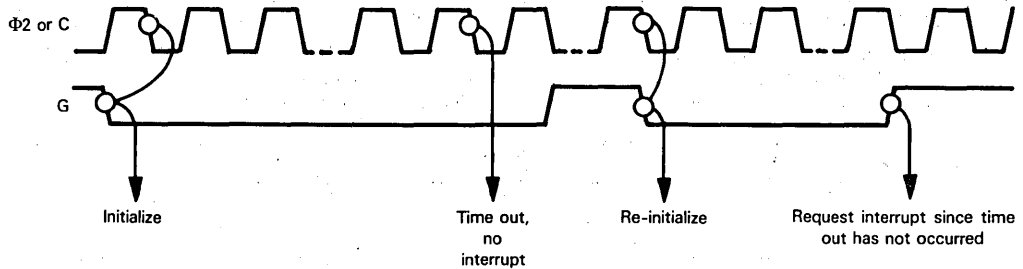 Φ2 or C
G
Initialize
Time out,
no
interrupt
Re-initialize
Request interrupt since time
out has not occurred